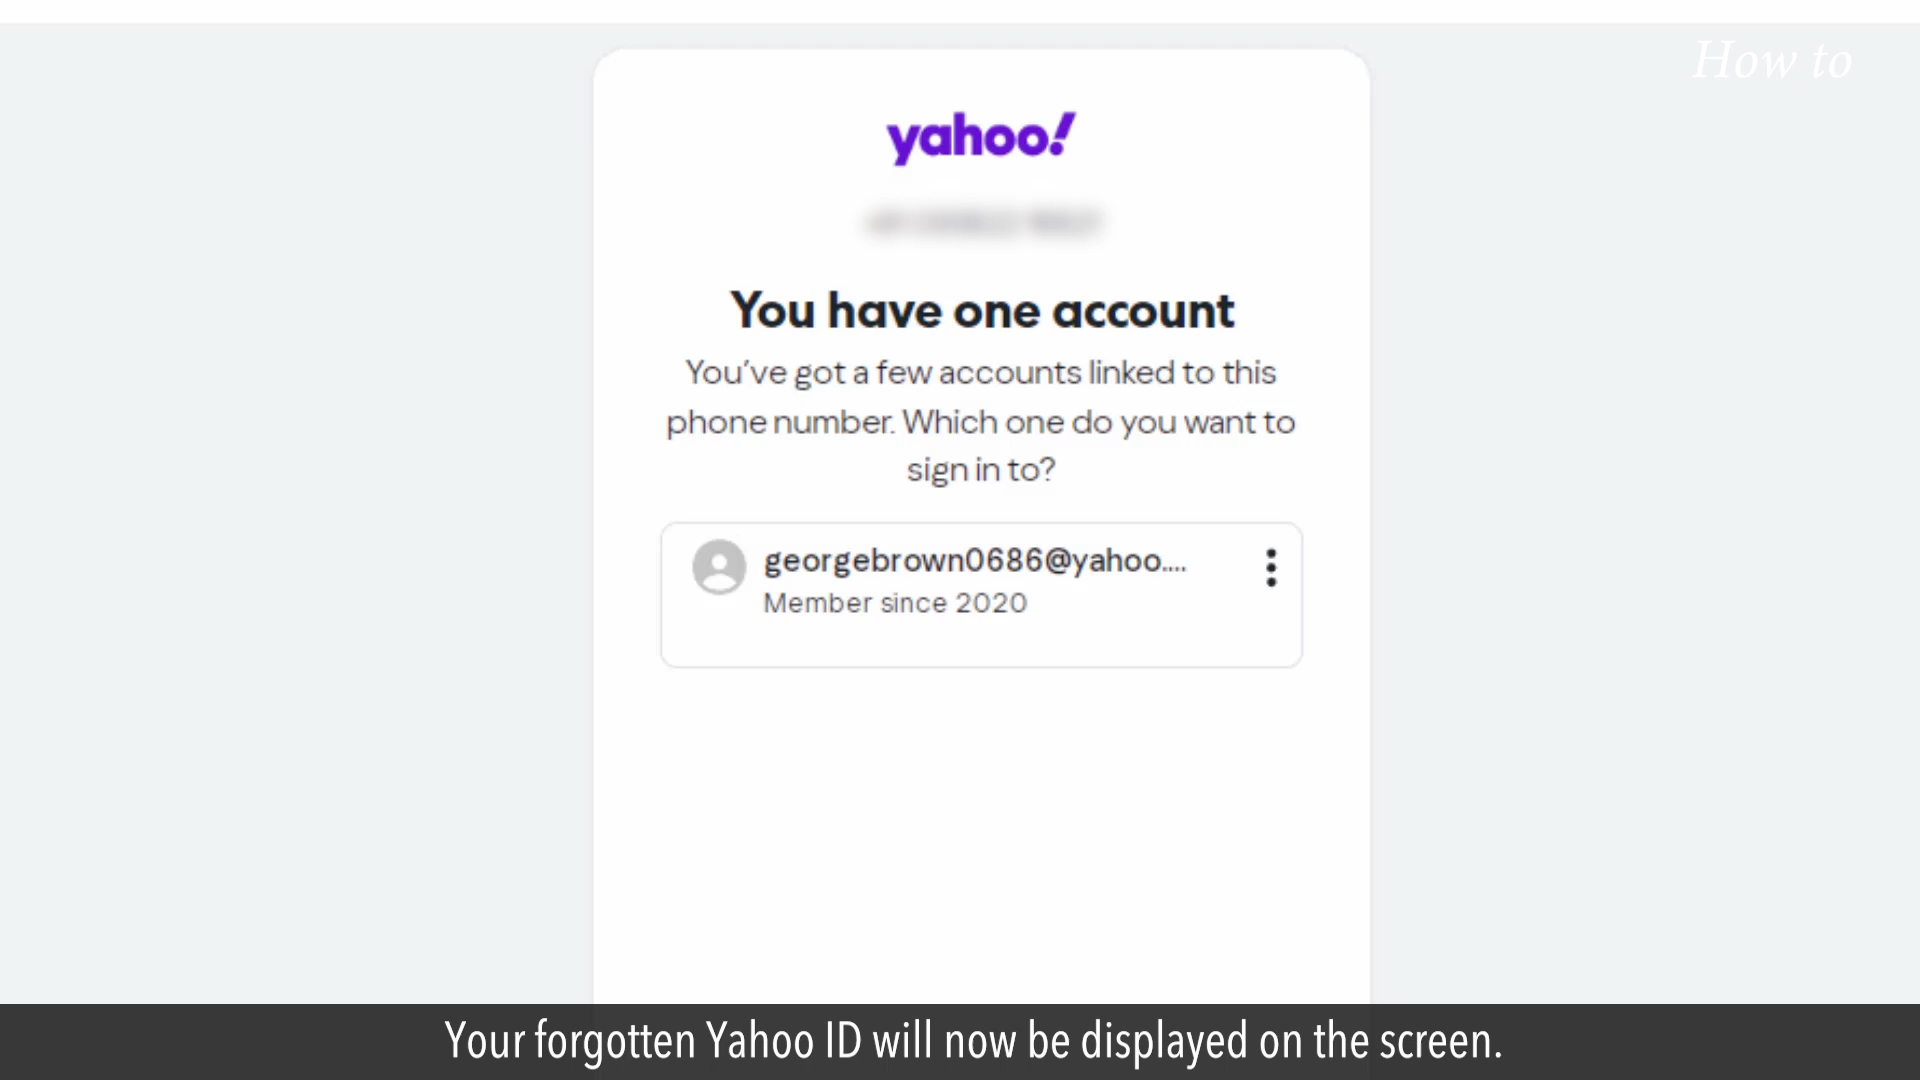 How to
yahoo!
You have one account
You've got a few accounts linked to this
phone number. Which one do you want to
sign in to?
georgebrown0686@yahoo....
Member since 2020
Your forgotten Yahoo ID will now be displayed on the screen.